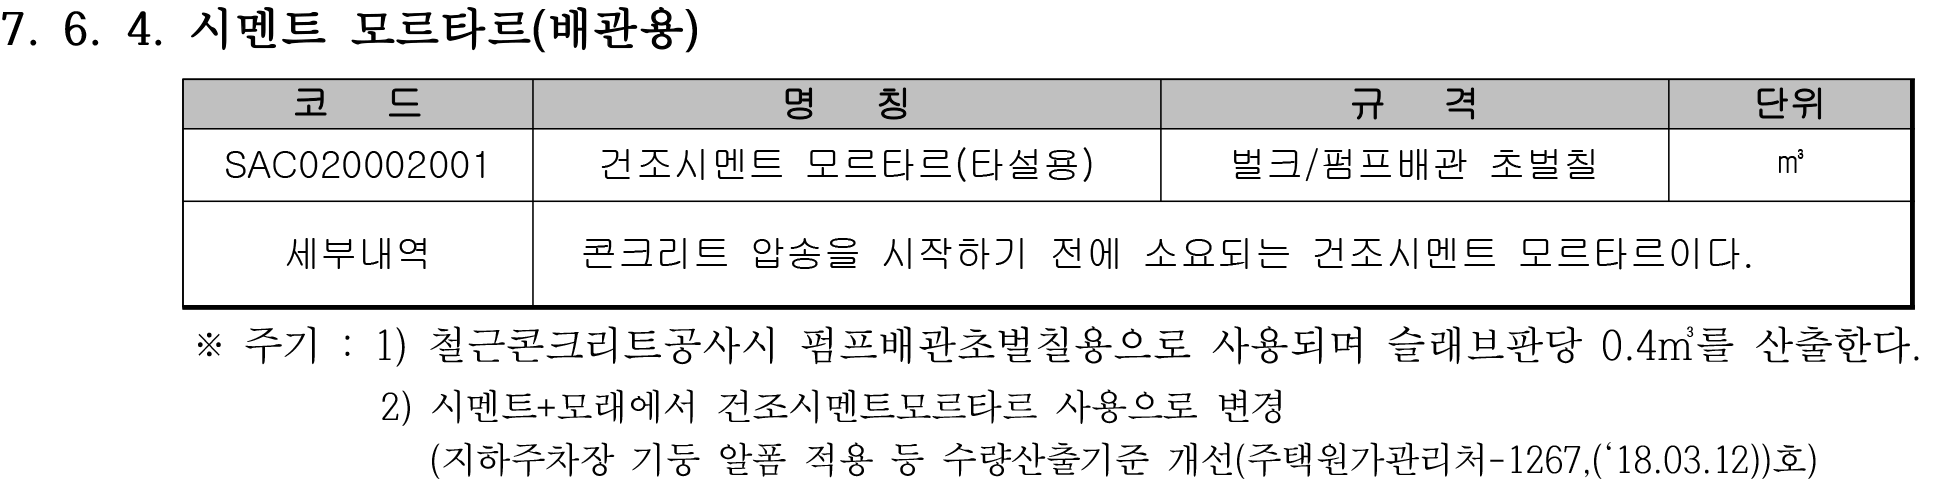 7. 6. 4. 시멘트 모르타르(배관용)
코 드 명 칭 규 격 단위
SAC020002001 건조시멘트 모르타르(타설용) 벌크/펌프배관 초벌칠 ㎥
세부내역 콘크리트 압송을 시작하기 전에 소요되는 건조시멘트 모르타르이다.
※ 주기 : 1) 철근콘크리트공사시 펌프배관초벌칠용으로 사용되며 슬래브판당 0.4㎥를 산출한다.
2) 시멘트+모래에서 건조시멘트모르타르 사용으로 변경
(지하주차장 기둥 알폼 적용 등 수량산출기준 개선(주택원가관리처-1267,(‘18.03.12))호)